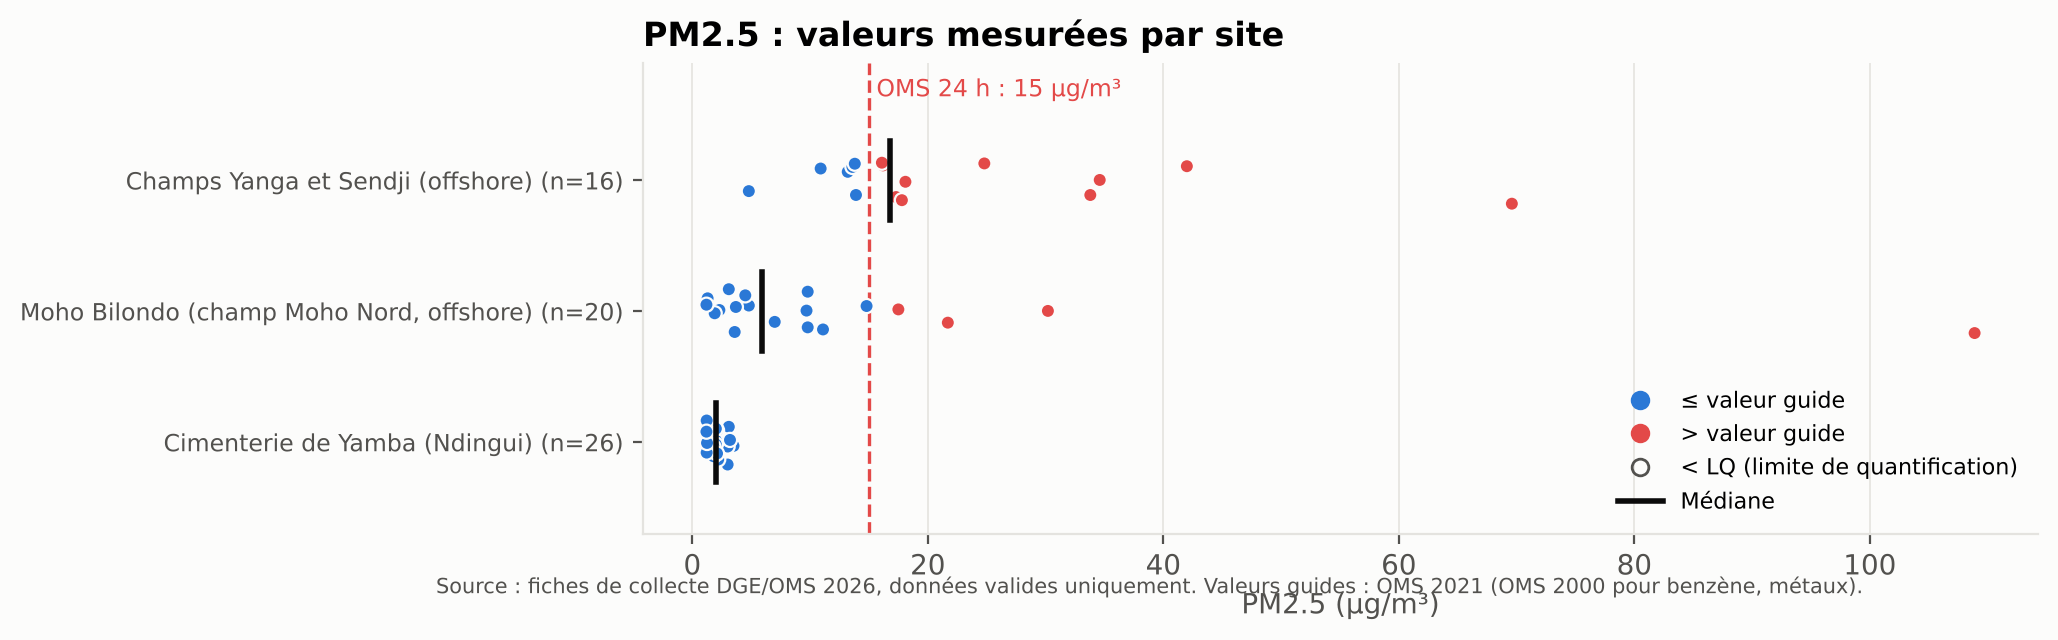 PM2.5 : valeurs mesurées par site
OMS 24 h : 15 µg/m³
Champs Yanga et Sendji (offshore) (n=16)
Moho Bilondo (champ Moho Nord, offshore) (n=20)
Cimenterie de Yamba (Ndingui) (n=26)
≤ valeur guide
> valeur guide
< LQ (limite de quantification)
Médiane
0 20 40 60 80 100
Source : fiches de collecte DGE/OMS 2026, données valides uniquement. Valeurs guides : OMS 2021 (OMS 2000 pour benzène, métaux).
PM2.5 (µg/m³)